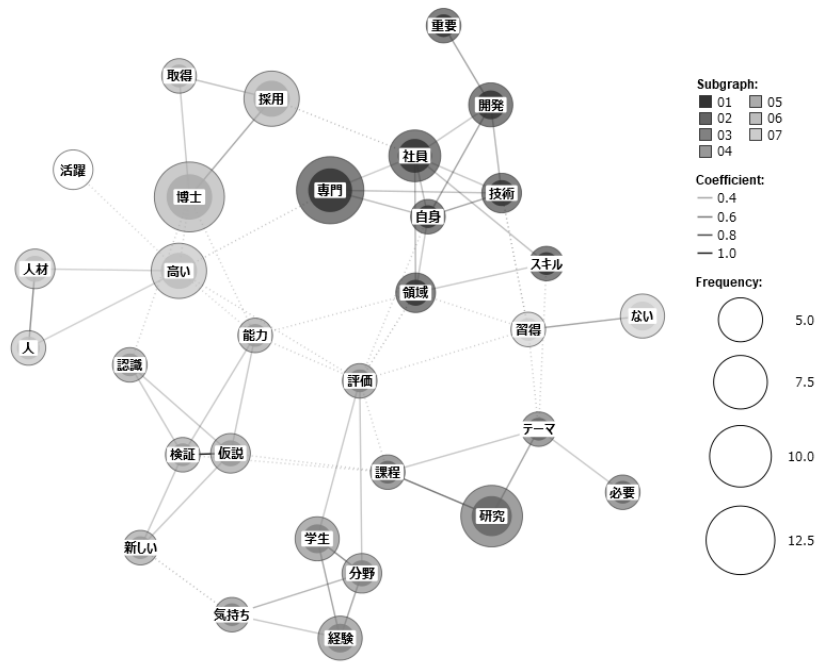 重要
取得
採用
開発
社員
活躍
専門
技術
博士
自身
人材
高い
スキル
領域
ない
習得
能力
人
認識
評価
テーマ
検証
仮説
課程
必要
研究
学生
新しい
分野
気持ち
経験
Subgraph:
01 05
02 06
03 07
04
Coefficient:
0.4
0.6
0.8
1.0
Frequency:
5.0
7.5
10.0
12.5